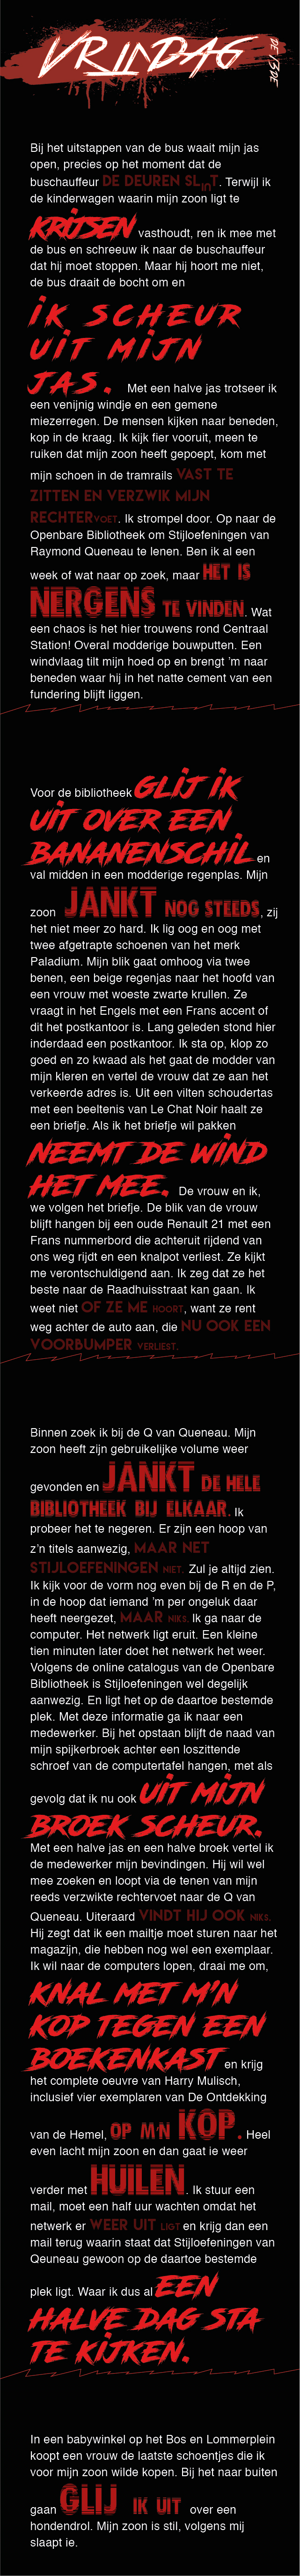 VRIJDAG DE 13DE
Bij het uitstappen van de bus waait mijn jas
open, precies op het moment dat de
buschauffeur DE DEUREN SLinT. Terwijl ik
de kinderwagen waarin mijn zoon ligt te
KRIJSEN vasthoudt, ren ik mee met
de bus en schreeuw ik naar de buschauffeur
dat hij moet stoppen. Maar hij hoort me niet,
de bus draait de bocht om en
IK SCHEUR
UIT MIJN
JAS. Met een halve jas trotseer ik
een venijnig windje en een gemene
miezerregen. De mensen kijken naar beneden,
kop in de kraag. Ik kijk fier vooruit, meen te
ruiken dat mijn zoon heeft gepoept, kom met
mijn schoen in de tramrails VAST TE
ZITTEN EN VERZWIK MIJN
RECHTERVOET. Ik strompel door. Op naar de
Openbare Bibliotheek om Stijloefeningen van
Raymond Queneau te lenen. Ben ik al een
week of wat naar op zoek, maar HET IS
NERGENS TE VINDEN. Wat
een chaos is het hier trouwens rond Centraal
Station! Overal modderige bouwputten. Een
windvlaag tilt mijn hoed op en brengt 'm naar
beneden waar hij in het natte cement van een
fundering blijft liggen.
Voor de bibliotheek GLIJ IK
UIT OVER EEN
BANANENSCHIL en
val midden in een modderige regenplas. Mijn
zoon JANKT NOG STEEDS, zij
het niet meer zo hard. Ik lig oog en oog met
twee afgetrapte schoenen van het merk
Paladium. Mijn blik gaat omhoog via twee
benen, een beige regenjas naar het hoofd van
een vrouw met woeste zwarte krullen. Ze
vraagt in het Engels met een Frans accent of
dit het postkantoor is. Lang geleden stond hier
inderdaad een postkantoor. Ik sta op, klop zo
goed en zo kwaad als het gaat de modder van
mijn kleren en vertel de vrouw dat ze aan het
verkeerde adres is. Uit een vilten schoudertas
met een beeltenis van Le Chat Noir haalt ze
een briefje. Als ik het briefje wil pakken
NEEMT DE WIND
HET MEE. De vrouw en ik,
we volgen het briefje. De blik van de vrouw
blijft hangen bij een oude Renault 21 met een
Frans nummerbord die achteruit rijdend van
ons weg rijdt en een knalpot verliest. Ze kijkt
me verontschuldigend aan. Ik zeg dat ze het
beste naar de Raadhuisstraat kan gaan. Ik
weet niet OF ZE ME HOORT, want ze rent
weg achter de auto aan, die NU OOK EEN
VOORBUMPER VERLIEST.
Binnen zoek ik bij de Q van Queneau. Mijn
zoon heeft zijn gebruikelijke volume weer
gevonden en JANKT DE HELE
BIBLIOTHEEK BIJ ELKAAR. Ik
probeer het te negeren. Er zijn een hoop van
z'n titels aanwezig, MAAR NET
STIJLOEFENINGEN NIET. Zul je altijd zien.
Ik kijk voor de vorm nog even bij de R en de P,
in de hoop dat iemand 'm per ongeluk daar
heeft neergezet, MAAR NIKS. Ik ga naar de
computer. Het netwerk ligt eruit. Een kleine
tien minuten later doet het netwerk het weer.
Volgens de online catalogus van de Openbare
Bibliotheek is Stijloefeningen wel degelijk
aanwezig. En ligt het op de daartoe bestemde
plek. Met deze informatie ga ik naar een
medewerker. Bij het opstaan blijft de naad van
mijn spijkerbroek achter een loszittende
schroef van de computertafel hangen, met als
gevolg dat ik nu ook UIT MIJN
BROEK SCHEUR.
Met een halve jas en een halve broek vertel ik
de medewerker mijn bevindingen. Hij wil wel
mee zoeken en loopt via de tenen van mijn
reeds verzwikte rechtervoet naar de Q van
Queneau. Uiteraard VINDT HIJ OOK NIKS.
Hij zegt dat ik een mailtje moet sturen naar het
magazijn, die hebben nog wel een exemplaar.
Ik wil naar de computers lopen, draai me om,
KNAL MET M'N
KOP TEGEN EEN
BOEKENKAST en krijg
het complete oeuvre van Harry Mulisch,
inclusief vier exemplaren van De Ontdekking
van de Hemel, OP M'N KOP. Heel
even lacht mijn zoon en dan gaat ie weer
verder met HUILEN. Ik stuur een
mail, moet een half uur wachten omdat het
netwerk er WEER UIT LIGT en krijg dan een
mail terug waarin staat dat Stijloefeningen van
Qeuneau gewoon op de daartoe bestemde
plek ligt. Waar ik dus al EEN
HALVE DAG STA
TE KIJKEN.
In een babywinkel op het Bos en Lommerplein
koopt een vrouw de laatste schoentjes die ik
voor mijn zoon wilde kopen. Bij het naar buiten
gaan GLIJ IK UIT over een
hondendrol. Mijn zoon is stil, volgens mij
slaapt ie.